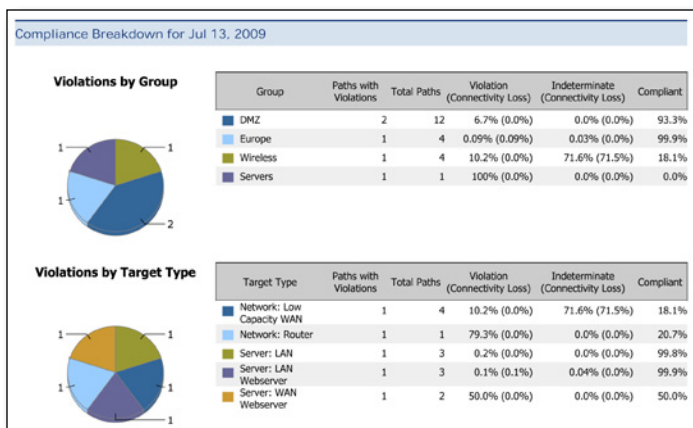 Compliance Breakdown for Jul 13, 2009
Violations by Group
1
1
1
2
Group Paths with Violations Total Paths Violation (Connectivity Loss) Indeterminate (Connectivity Loss) Compliant
DMZ 2 12 6.7% (0.0%) 0.0% (0.0%) 93.3%
Europe 1 4 0.09% (0.09%) 0.03% (0.0%) 99.9%
Wireless 1 4 10.2% (0.0%) 71.6% (71.5%) 18.1%
Servers 1 1 100% (0.0%) 0.0% (0.0%) 0.0%
Violations by Target Type
1
1
1
1
1
Target Type Paths with Violations Total Paths Violation (Connectivity Loss) Indeterminate (Connectivity Loss) Compliant
Network: Low Capacity WAN 1 4 10.2% (0.0%) 71.6% (71.5%) 18.1%
Network: Router 1 1 79.3% (0.0%) 0.0% (0.0%) 20.7%
Server: LAN 1 3 0.2% (0.0%) 0.0% (0.0%) 99.8%
Server: LAN Webserver 1 3 0.1% (0.1%) 0.04% (0.0%) 99.9%
Server: WAN Webserver 1 2 50.0% (0.0%) 0.0% (0.0%) 50.0%